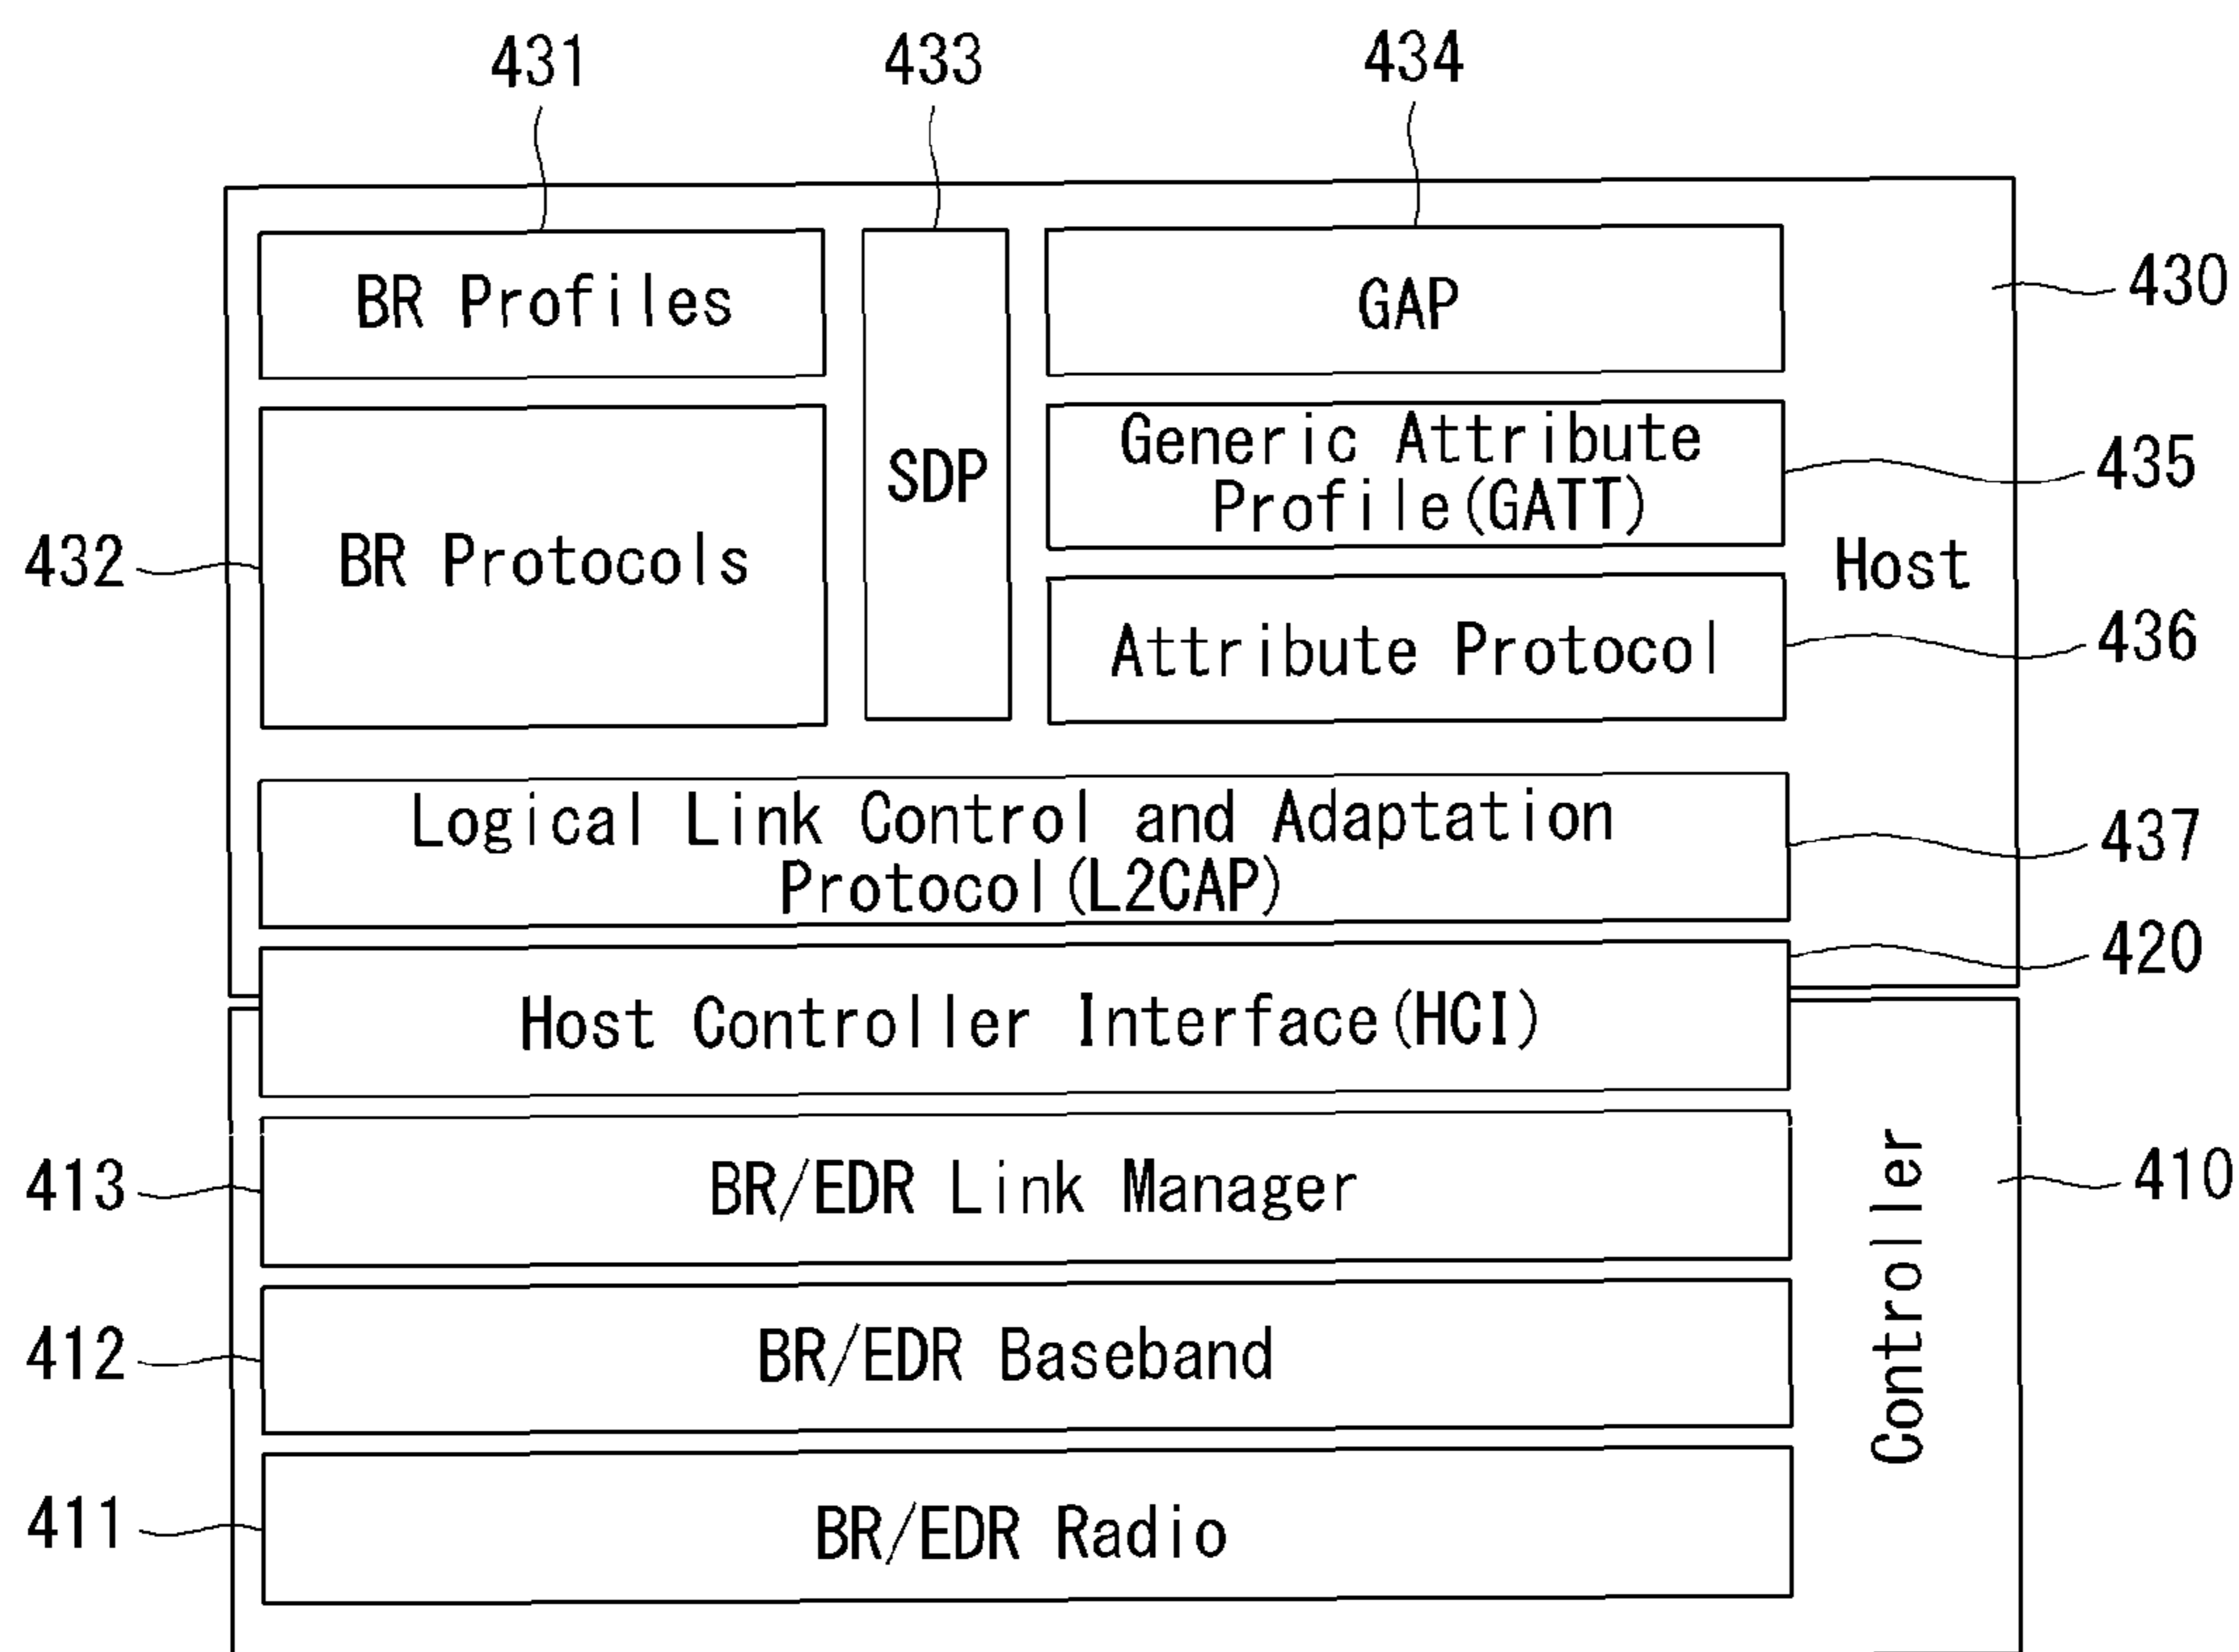 431
433
434
BR Profiles
GAP
430
Generic Attribute
Profile(GATT)
435
SDP
432
BR Protocols
Host
Attribute Protocol
436
Logical Link Control and Adaptation
Protocol(L2CAP)
437
420
Host Controller Interface(HCI)
413
BR/EDR Link Manager
Controller
410
412
BR/EDR Baseband
411
BR/EDR Radio